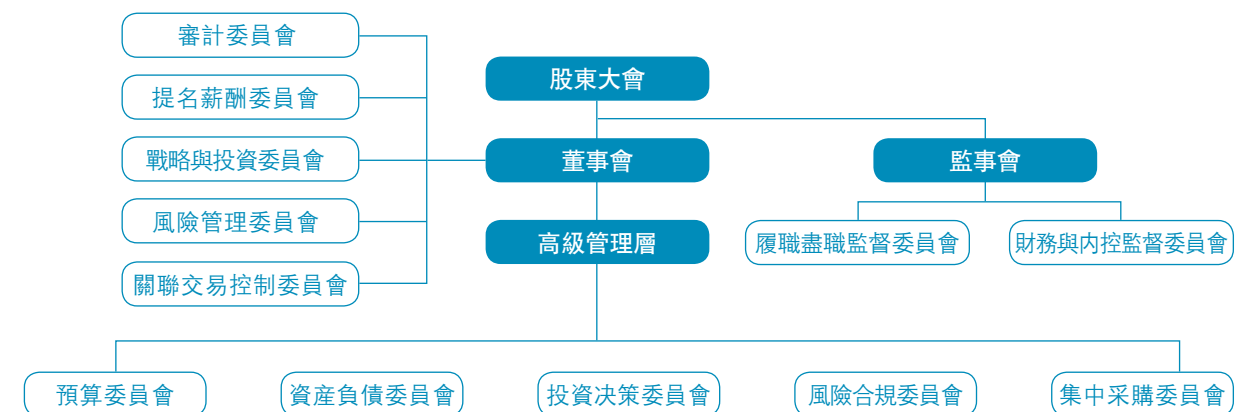 審計委員會
提名薪酬委員會
戰略與投資委員會
風險管理委員會
關聯交易控制委員會
股東大會
董事會
監事會
高級管理層
履職盡職監督委員會
財務與内控監督委員會
預算委員會
資產負債委員會
投資决策委員會
風險合規委員會
集中采購委員會